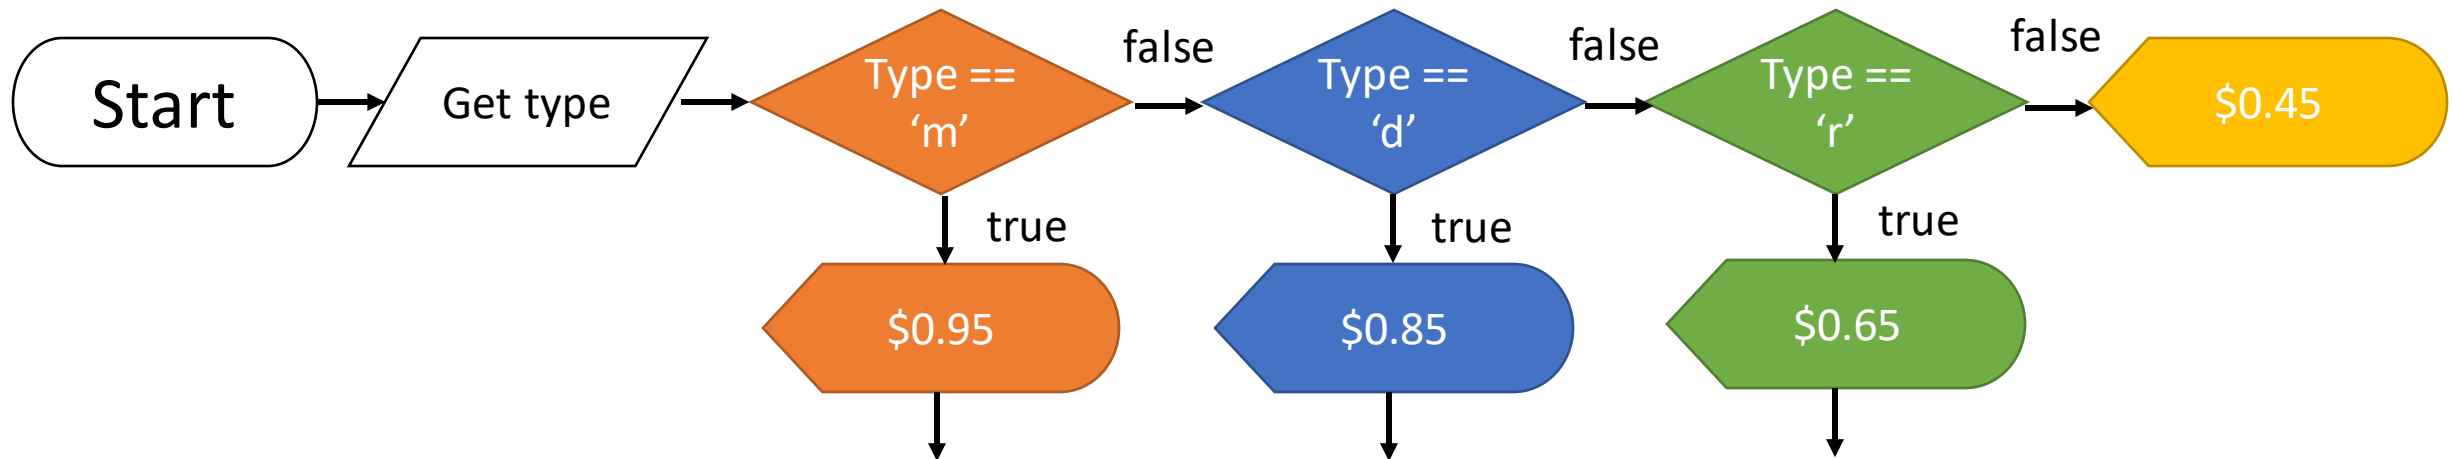 Start
Get type
Type ==
‘m’
false
Type ==
‘d’
false
Type ==
‘r’
false
$0.45
true
true
true
$0.95
$0.85
$0.65